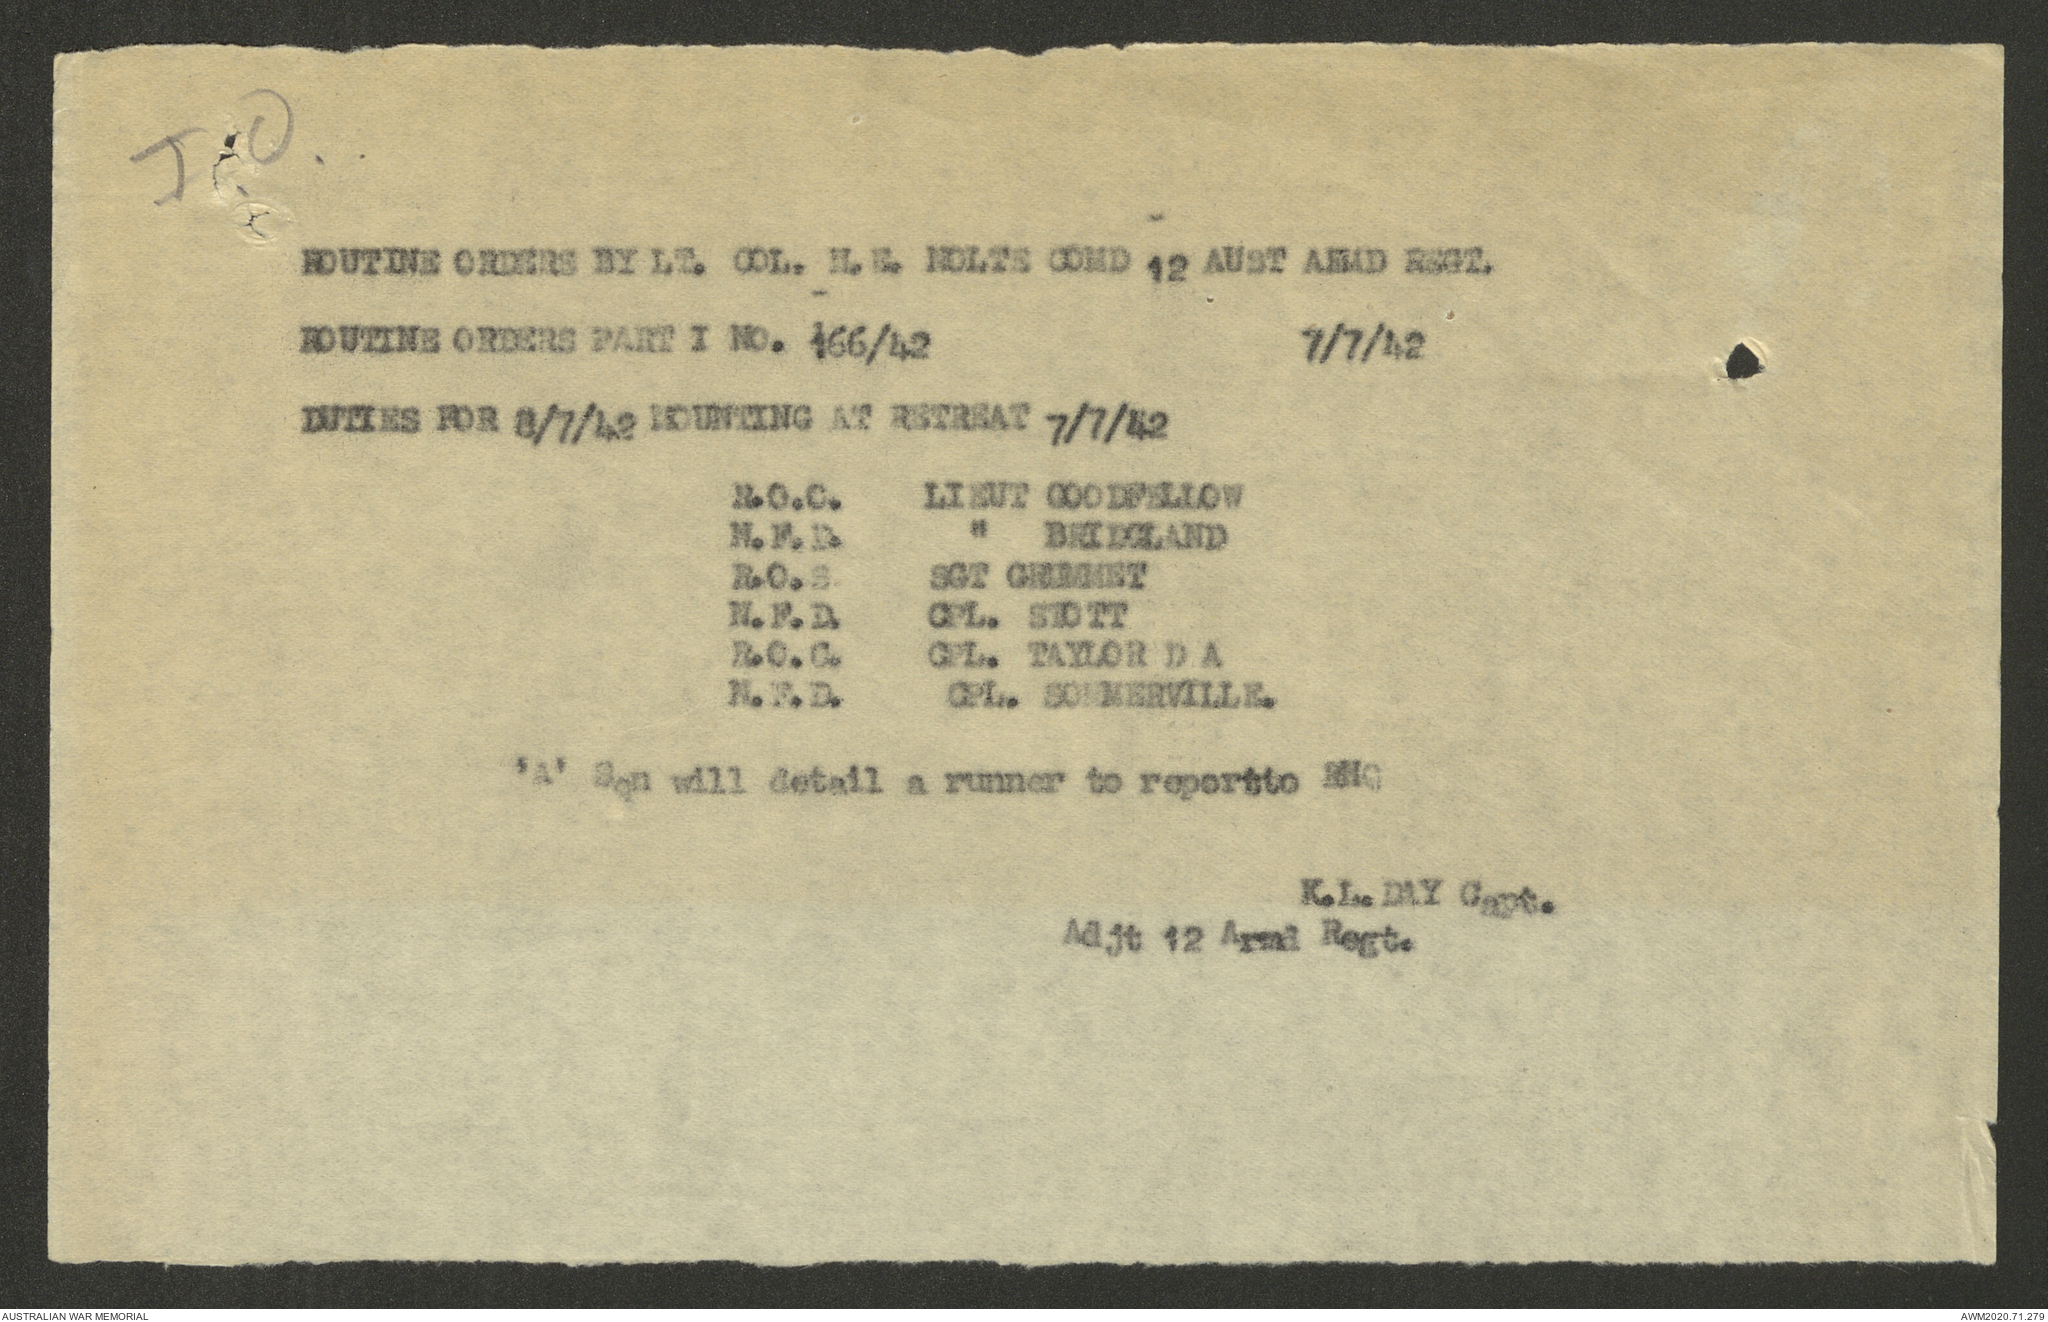 I.O.
ROUTINE ORDERS BY LT. COL. H.E. NOLTE COMD 12 AUST ARMD REGT.
ROUTINE ORDERS PART I NO. 166/42 7/7/42
DUTIES FOR 8/7/42 MOUNTING AT RETREAT 7/7/42
R.O.O. LIEUT GOODFELLOW
N.F.D. " BRIDGLAND
R.O.S. SGT GRIMMET
N.F.D. CPL. STOTT
R.O.C. CPL. TAYLOR D A
N.F.D. CPL. SOMMERVILLE.
'A' Sqn will detail a runner to reportto RHQ
K.L.DAY Capt.
Adjt 12 Armd Regt.
AUSTRALIAN WAR MEMORIAL AWM2020.71.279